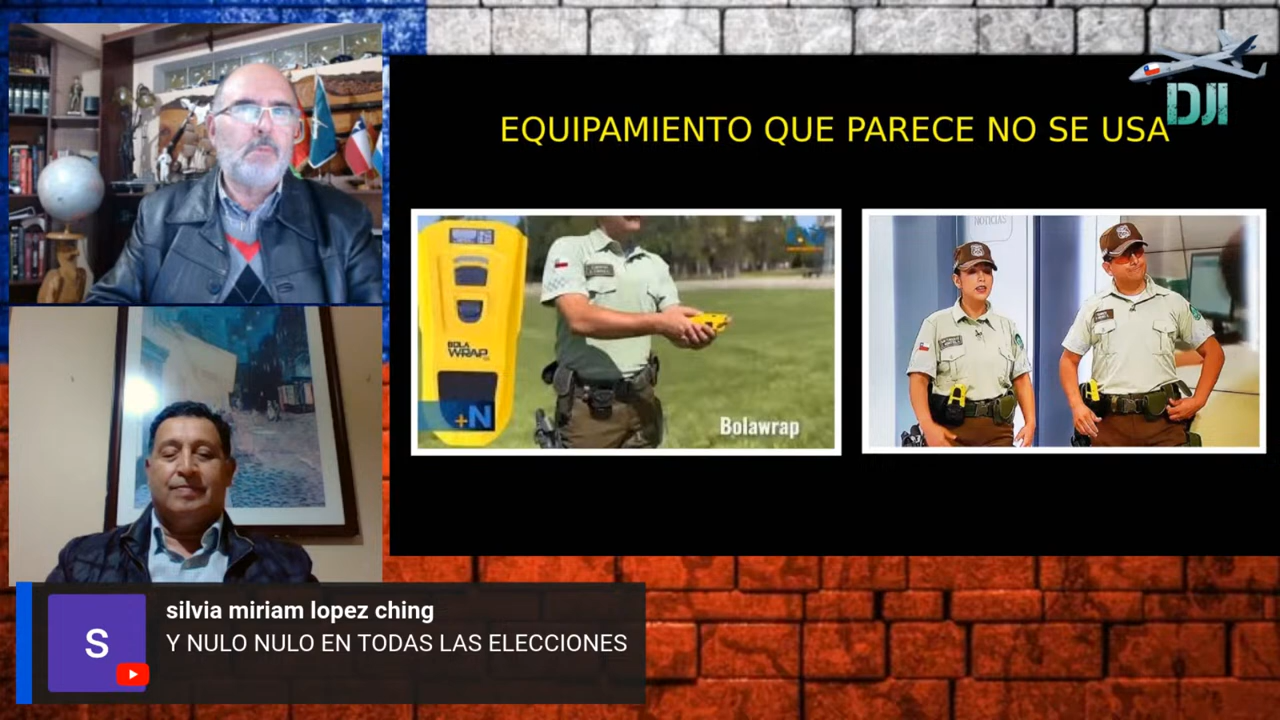 DJI
EQUIPAMIENTO QUE PARECE NO SE USA
BOLA
WRAP
+N
Bolawrap
silvia miriam lopez ching
S
Y NULO NULO EN TODAS LAS ELECCIONES